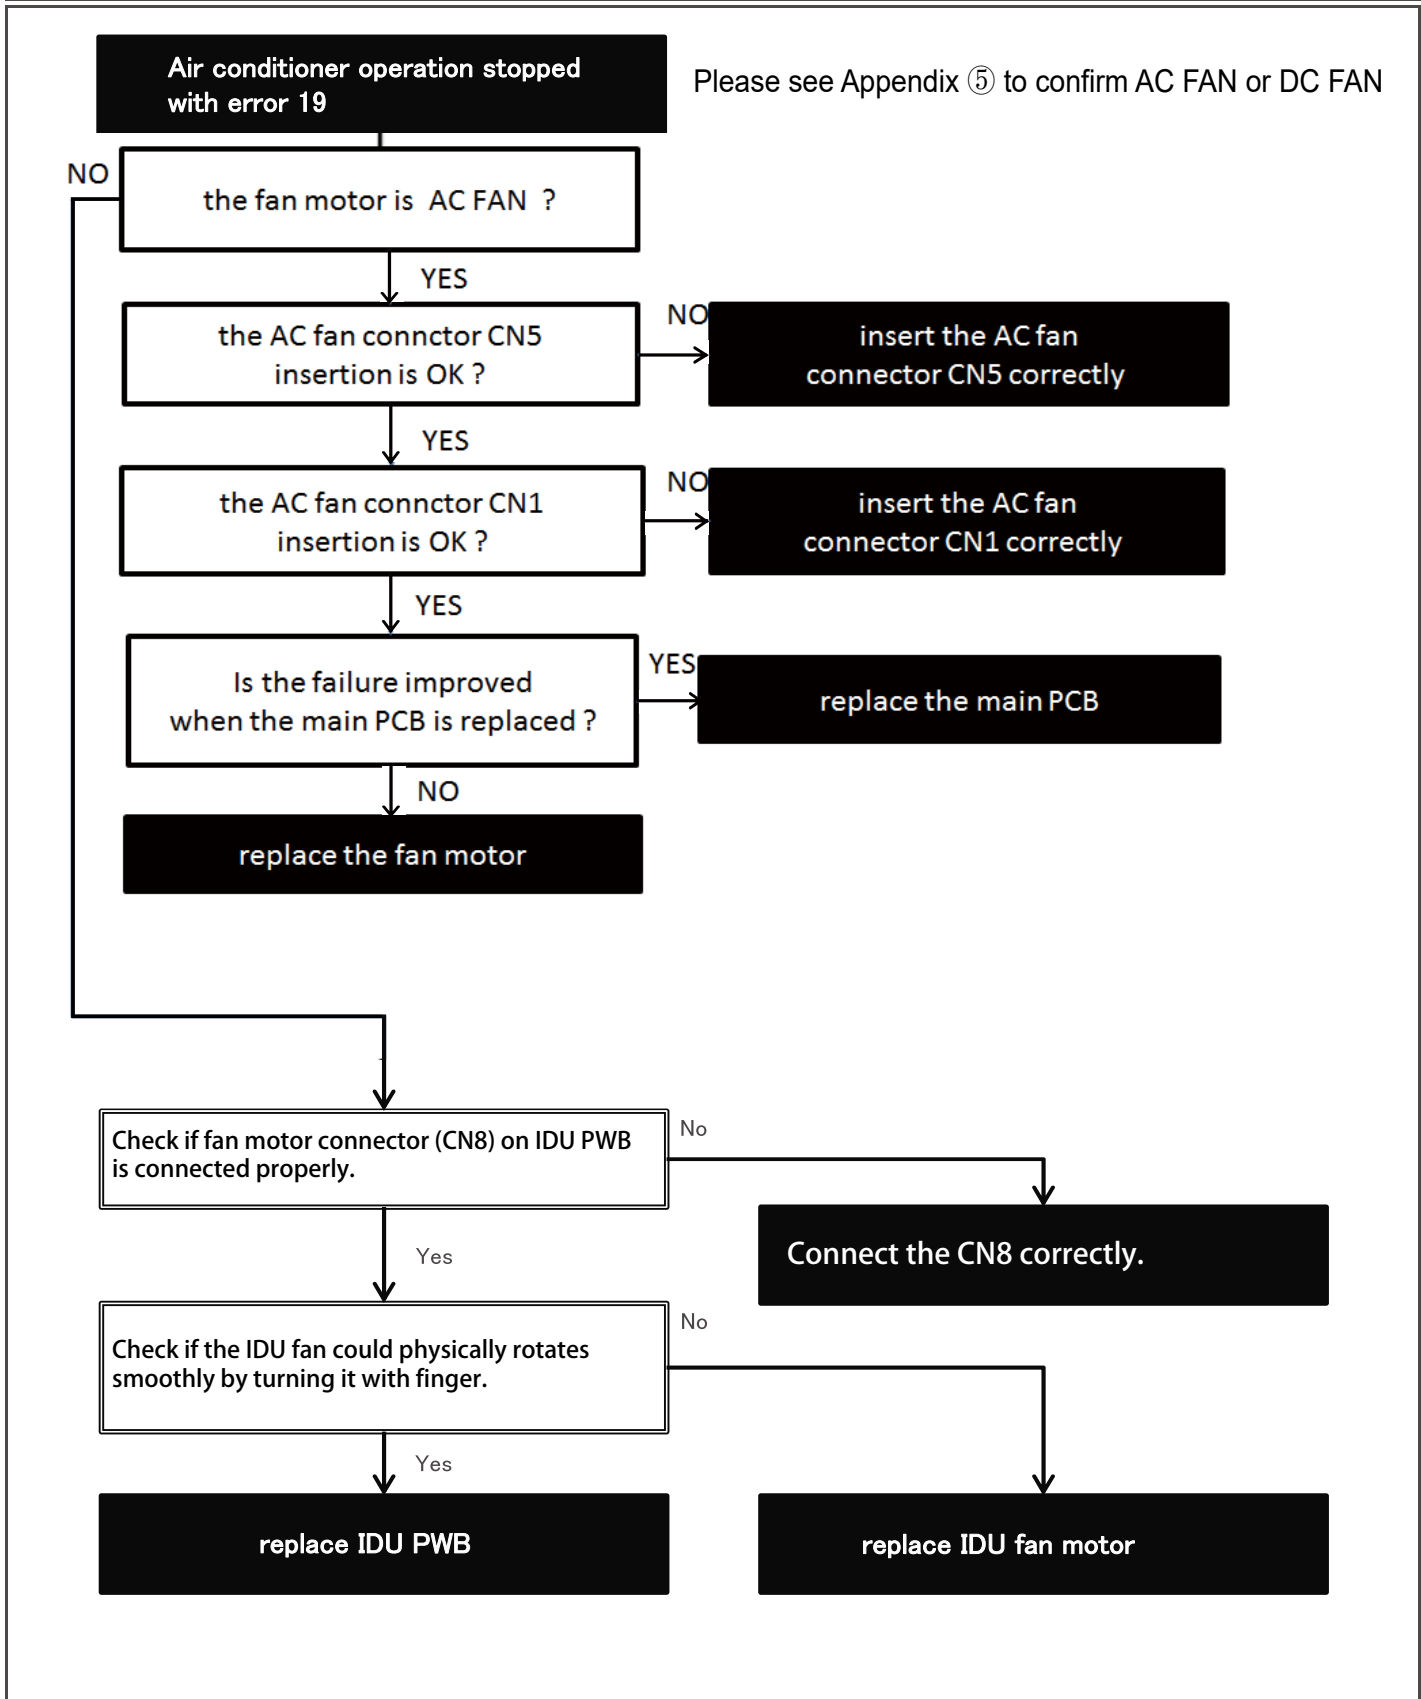 Air conditioner operation stopped
with error 19
Please see Appendix ⑤ to confirm AC FAN or DC FAN
NO
the fan motor is AC FAN ?
YES
the AC fan connctor CN5
insertion is OK ?
NO
insert the AC fan
connector CN5 correctly
YES
the AC fan connctor CN1
insertion is OK ?
NO
insert the AC fan
connector CN1 correctly
YES
Is the failure improved
when the main PCB is replaced ?
YES
replace the main PCB
NO
replace the fan motor
Check if fan motor connector (CN8) on IDU PWB
is connected properly.
No
Connect the CN8 correctly.
Yes
Check if the IDU fan could physically rotates
smoothly by turning it with finger.
No
Yes
replace IDU PWB
replace IDU fan motor